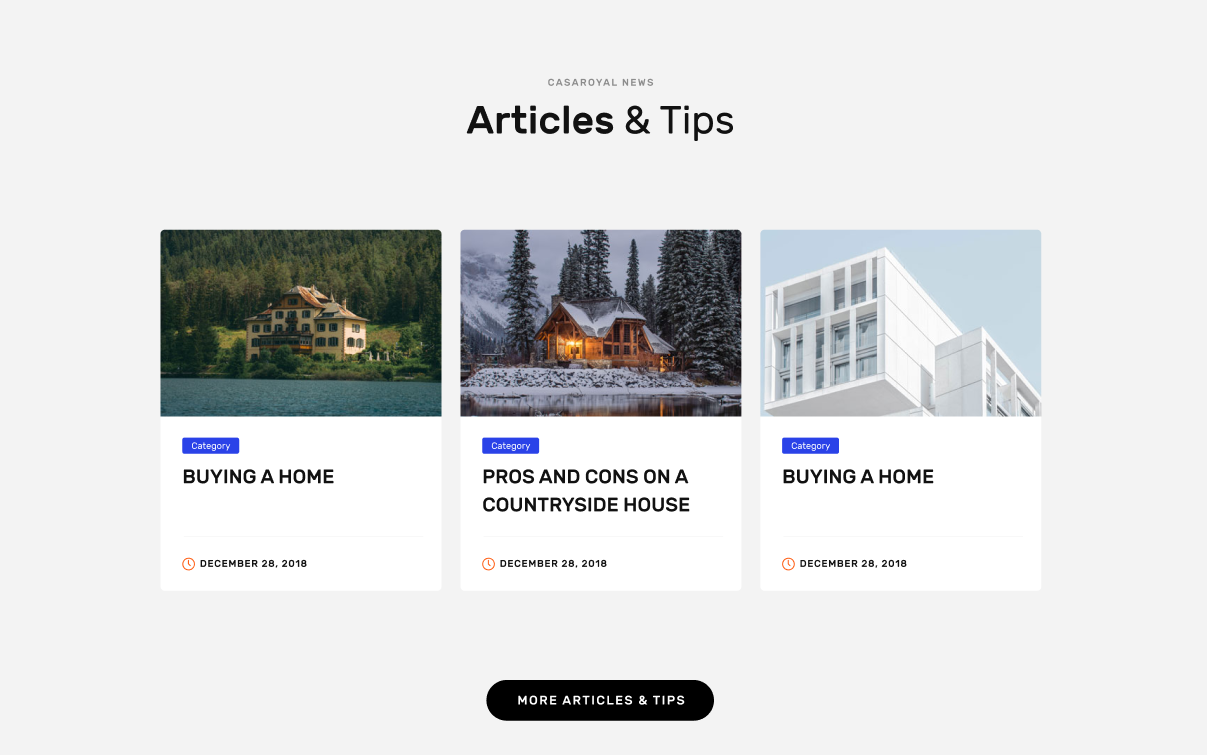 CASAROYAL NEWS
Articles & Tips
Category
BUYING A HOME
DECEMBER 28, 2018
Category
PROS AND CONS ON A
COUNTRYSIDE HOUSE
DECEMBER 28, 2018
Category
BUYING A HOME
DECEMBER 28, 2018
MORE ARTICLES & TIPS